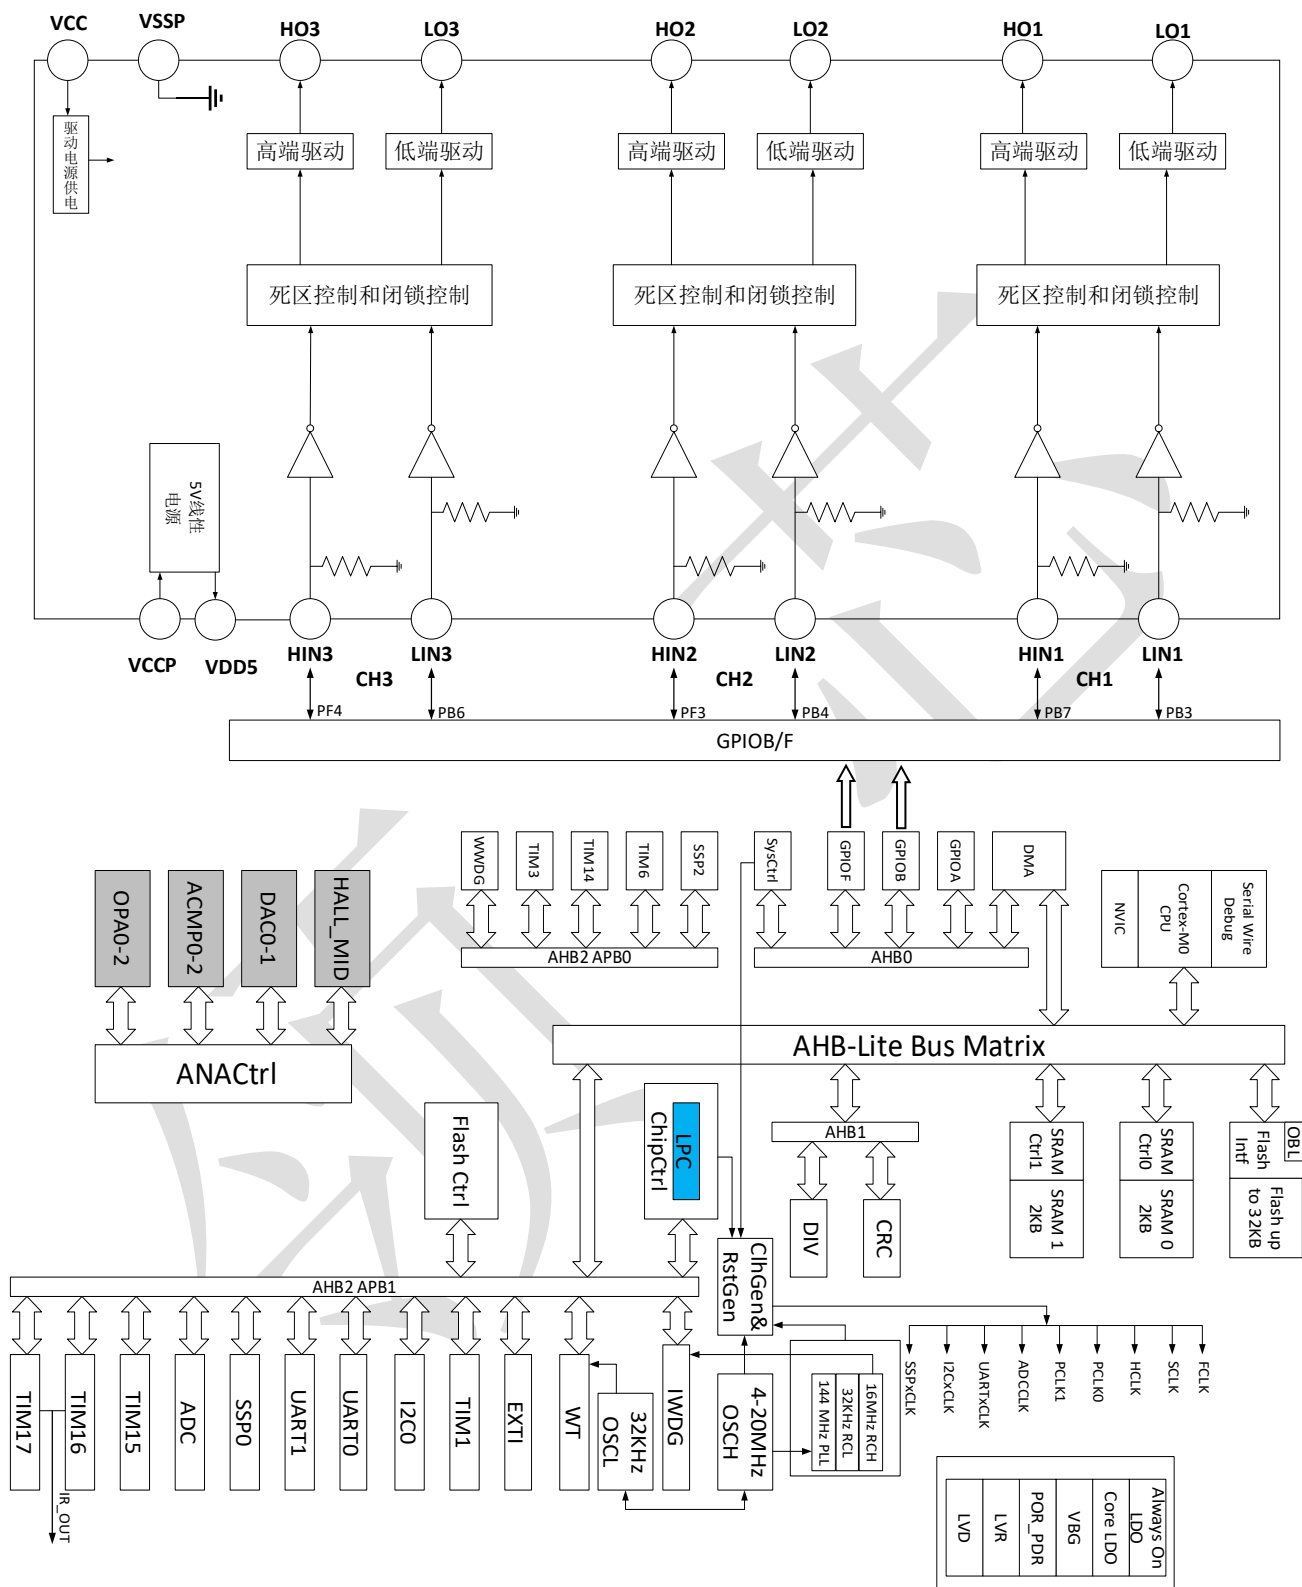 VCC
VSSP
HO3
LO3
HO2
LO2
HO1
LO1
驱动电源供电
高端驱动
低端驱动
高端驱动
低端驱动
高端驱动
低端驱动
死区控制和闭锁控制
死区控制和闭锁控制
死区控制和闭锁控制
5V线性
电源
VCCP
VDD5
HIN3
CH3
LIN3
HIN2
CH2
LIN2
HIN1
CH1
LIN1
PF4
PB6
PF3
PB4
PB7
PB3
GPIOB/F
WWDG
TIM3
TIM14
TIM6
SSP2
SysCtrl
GPIOF
GPIOB
GPIOA
DMA
NVIC
Cortex-M0
CPU
Serial Wire
Debug
OPA0-2
ACMP0-2
DAC0-1
HALL_MID
AHB2 APB0
AHB0
ANACtrl
AHB-Lite Bus Matrix
Flash Ctrl
ChipCtrl
LPC
AHB1
DIV
CRC
SRAM
Ctrl1
SRAM 1
2KB
SRAM
Ctrl0
SRAM 0
2KB
OBL
Flash
Intf
Flash up
to 32KB
ClhGen&
RstGen
AHB2 APB1
TIM17
TIM16
TIM15
ADC
SSP0
UART1
UART0
I2C0
TIM1
EXTI
WT
32KHz
OSCL
IWDG
4-20MHz
OSCH
144 MHz PLL
32KHz RCL
16MHz RCH
SSPxCLK
I2CxCLK
UARTxCLK
ADCCLK
PCLK1
PCLK0
HCLK
SCLK
FCLK
IR_OUT
LVD
LVR
POR_PDR
VBG
Core LDO
Always On
LDO